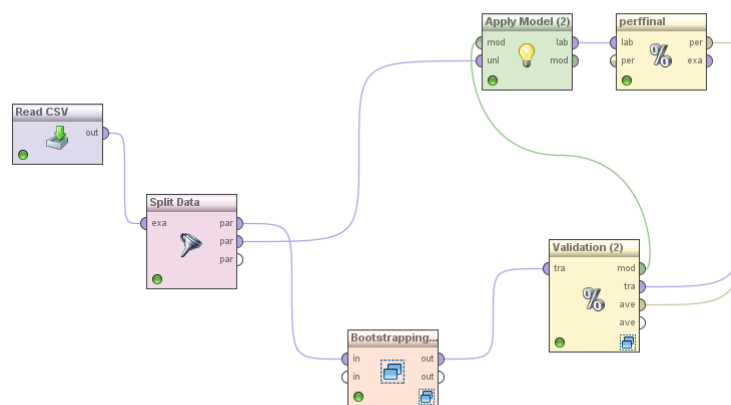 Apply Model (2)
mod
lab
unl
mod
perffinal
lab
per
per
exa
Read CSV
out
Split Data
exa
par
par
par
Validation (2)
tra
mod
tra
ave
ave
Bootstrapping...
in
out
in
out